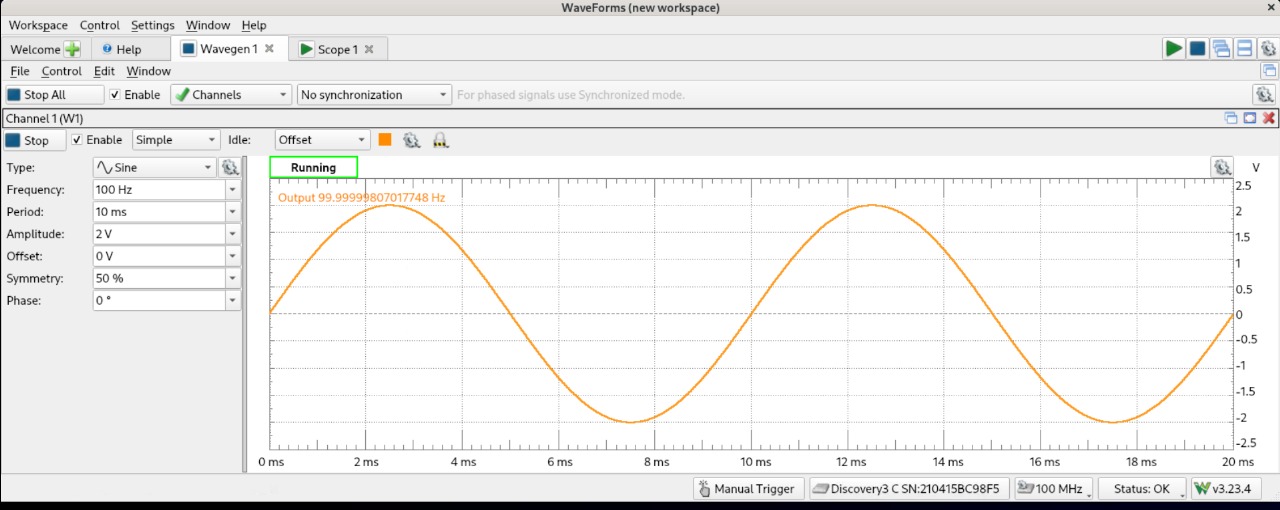 WaveForms (new workspace)
Workspace Control Settings Window Help
Welcome Help Wavegen 1 Scope 1
File Control Edit Window
Stop All Enable Channels No synchronization For phased signals use Synchronized mode.
Channel 1 (W1)
Stop Enable Simple Idle: Offset
Type: Sine
Running
V
Frequency: 100 Hz
Period: 10 ms
Amplitude: 2 V
Offset: 0 V
Symmetry: 50 %
Phase: 0 °
Output 99.99999807017748 Hz
2.5
2
1.5
1
0.5
0
-0.5
-1
-1.5
-2
-2.5
0 ms 2 ms 4 ms 6 ms 8 ms 10 ms 12 ms 14 ms 16 ms 18 ms 20 ms
Manual Trigger Discovery3 C SN:210415BC98F5 100 MHz Status: OK v3.23.4